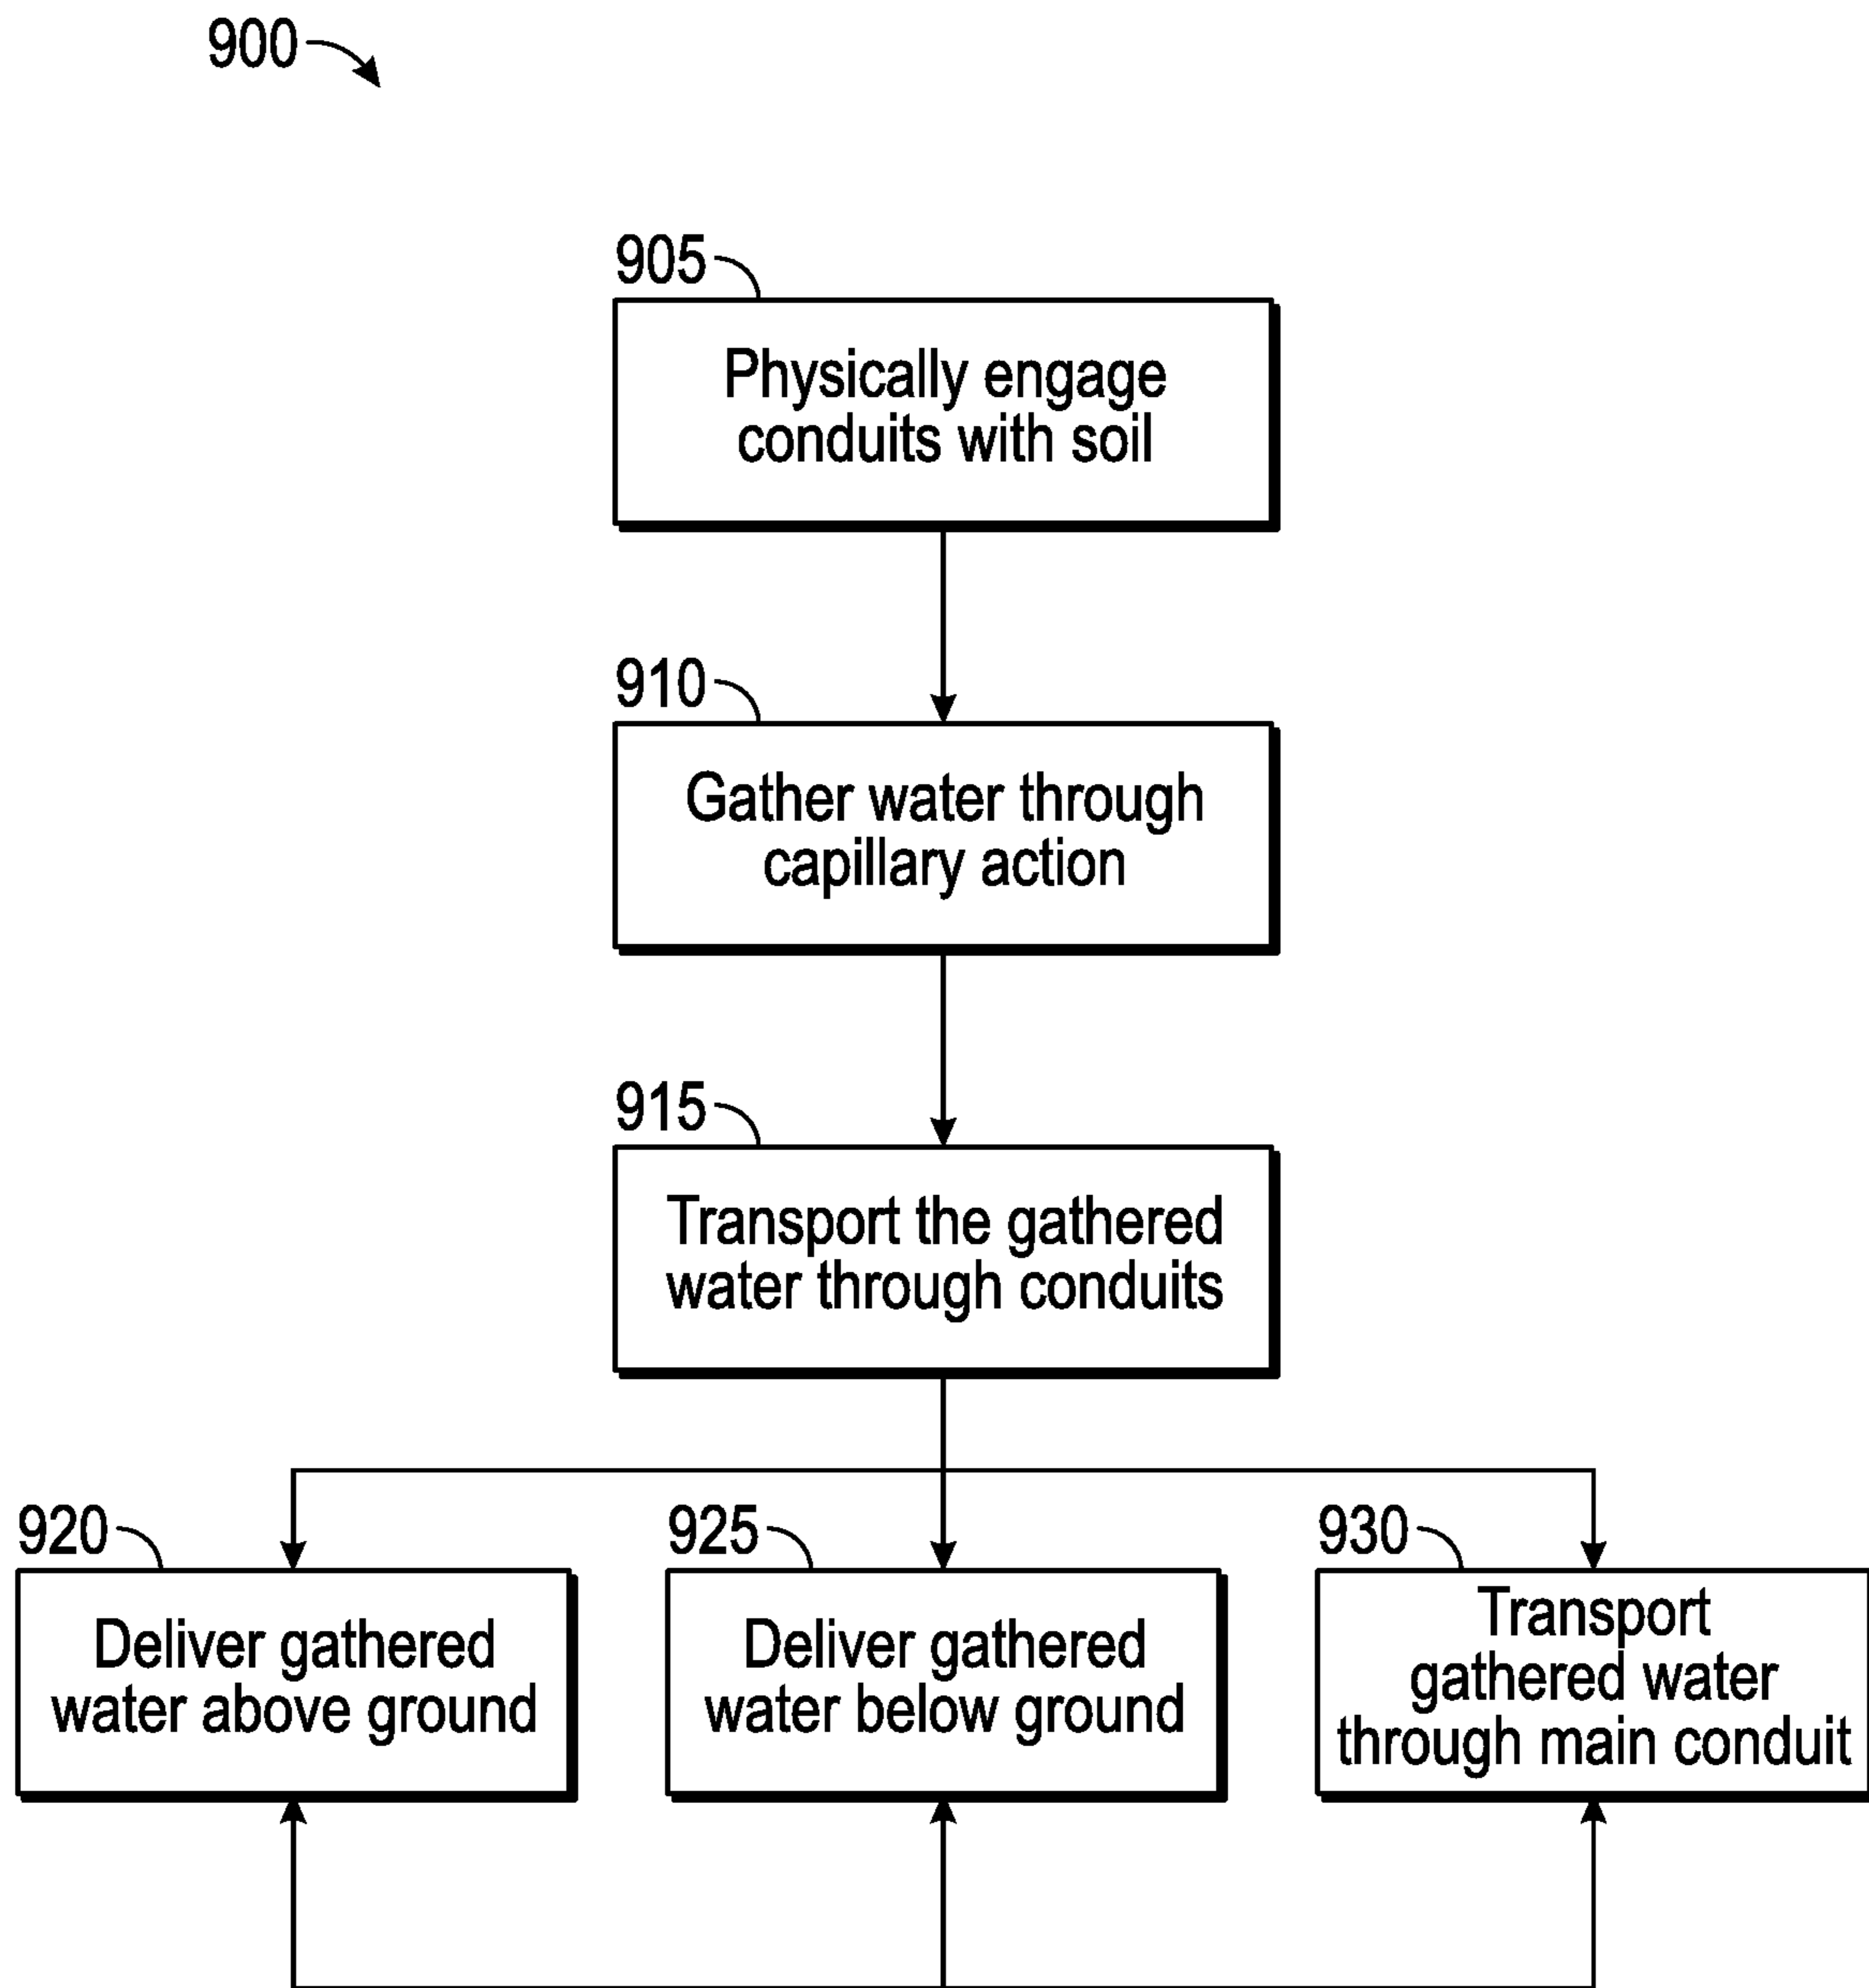 900
905
Physically engage
conduits with soil
910
Gather water through
capillary action
915
Transport the gathered
water through conduits
920
Deliver gathered
water above ground
925
Deliver gathered
water below ground
930
Transport
gathered water
through main conduit